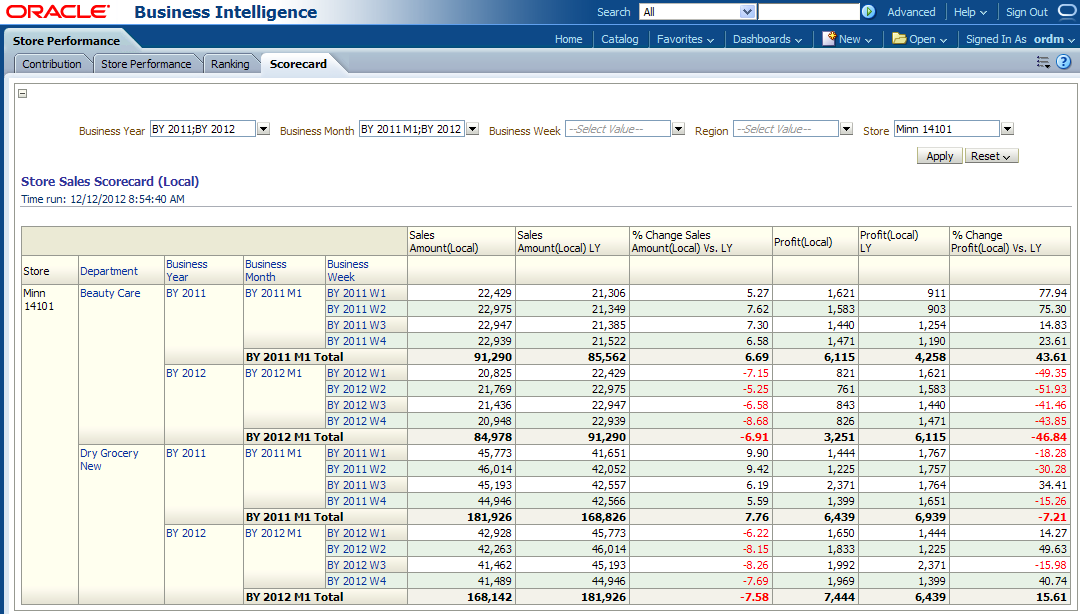 ORACLE Business Intelligence Search All Advanced Help Sign Out
Store Performance Home Catalog Favorites Dashboards New Open Signed In As ordm
Contribution Store Performance Ranking Scorecard
Business Year BY 2011;BY 2012 Business Month BY 2011 M1;BY 2012 Business Week --Select Value-- Region --Select Value-- Store Minn 14101
Apply Reset
Store Sales Scorecard (Local)
Time run: 12/12/2012 8:54:40 AM
Sales Amount(Local) Sales Amount(Local) LY % Change Sales Amount(Local) Vs. LY Profit(Local) Profit(Local) LY % Change Profit(Local) Vs. LY
Store Department Business Year Business Month Business Week
Minn 14101 Beauty Care BY 2011 BY 2011 M1 BY 2011 W1 22,429 21,306 5.27 1,621 911 77.94
BY 2011 W2 22,975 21,349 7.62 1,583 903 75.30
BY 2011 W3 22,947 21,385 7.30 1,440 1,254 14.83
BY 2011 W4 22,939 21,522 6.58 1,471 1,190 23.61
BY 2011 M1 Total 91,290 85,562 6.69 6,115 4,258 43.61
BY 2012 BY 2012 M1 BY 2012 W1 20,825 22,429 -7.15 821 1,621 -49.35
BY 2012 W2 21,769 22,975 -5.25 761 1,583 -51.93
BY 2012 W3 21,436 22,947 -6.58 843 1,440 -41.46
BY 2012 W4 20,948 22,939 -8.68 826 1,471 -43.85
BY 2012 M1 Total 84,978 91,290 -6.91 3,251 6,115 -46.84
Dry Grocery New BY 2011 BY 2011 M1 BY 2011 W1 45,773 41,651 9.90 1,444 1,767 -18.28
BY 2011 W2 46,014 42,052 9.42 1,225 1,757 -30.28
BY 2011 W3 45,193 42,557 6.19 2,371 1,764 34.41
BY 2011 W4 44,946 42,566 5.59 1,399 1,651 -15.26
BY 2011 M1 Total 181,926 168,826 7.76 6,439 6,939 -7.21
BY 2012 BY 2012 M1 BY 2012 W1 42,928 45,773 -6.22 1,650 1,444 14.27
BY 2012 W2 42,263 46,014 -8.15 1,833 1,225 49.63
BY 2012 W3 41,462 45,193 -8.26 1,992 2,371 -15.98
BY 2012 W4 41,489 44,946 -7.69 1,969 1,399 40.74
BY 2012 M1 Total 168,142 181,926 -7.58 7,444 6,439 15.61